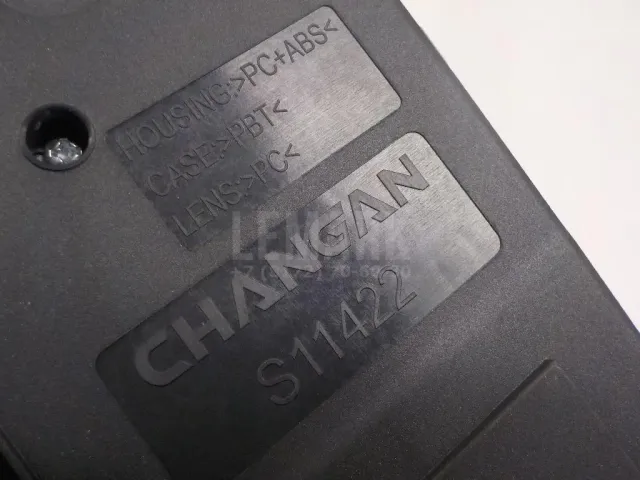 HOUSING:>PC+ABS<
CASE:>PBT<
LENS:>PC<
CHANGAN
S11422